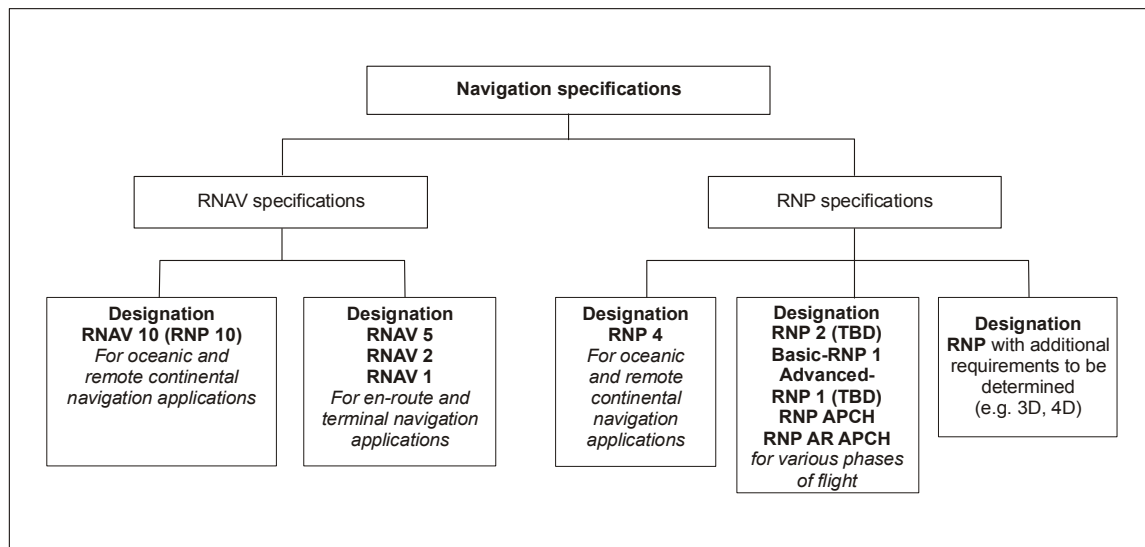 Navigation specifications
RNAV specifications
RNP specifications
Designation
RNAV 10 (RNP 10)
For oceanic and
remote continental
navigation applications
Designation
RNAV 5
RNAV 2
RNAV 1
For en-route and
terminal navigation
applications
Designation
RNP 4
For oceanic
and remote
continental
navigation
applications
Designation
RNP 2 (TBD)
Basic-RNP 1
Advanced-
RNP 1 (TBD)
RNP APCH
RNP AR APCH
for various phases
of flight
Designation
RNP with additional
requirements to be
determined
(e.g. 3D, 4D)